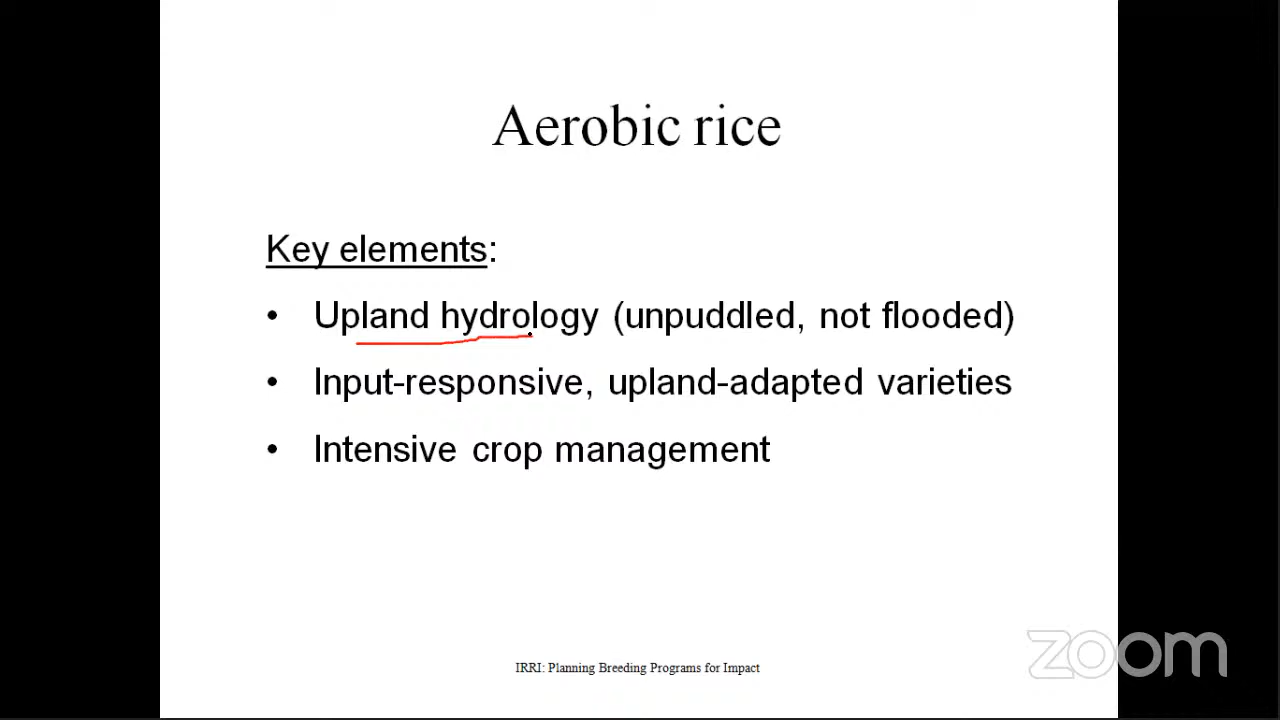 Aerobic rice
Key elements:
• Upland hydrology (unpuddled, not flooded)
• Input-responsive, upland-adapted varieties
• Intensive crop management
IRRI: Planning Breeding Programs for Impact
zoom